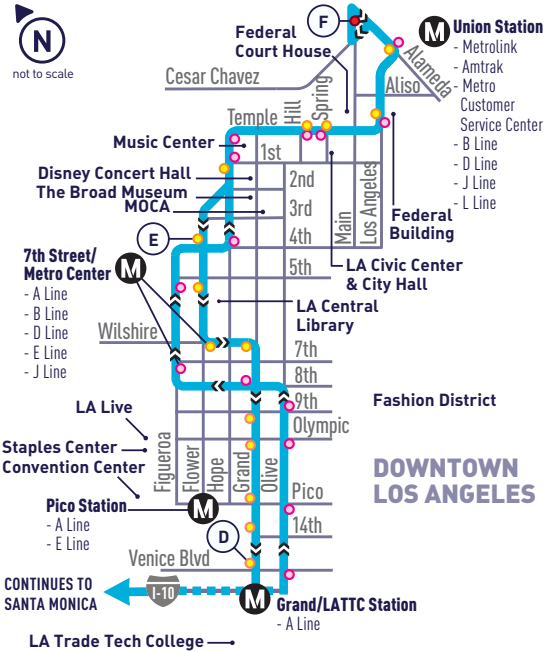 N
not to scale
F
M
Union Station
- Metrolink
- Amtrak
- Metro
Customer
Service Center
- B Line
- D Line
- J Line
- L Line
Federal
Court House
Cesar Chavez
Alameda
Aliso
Temple
Hill
Spring
Music Center
1st
Disney Concert Hall
The Broad Museum
MOCA
2nd
3rd
Main
Los Angeles
Federal
Building
E
4th
7th Street/
Metro Center
M
- A Line
- B Line
- D Line
- E Line
- J Line
5th
LA Civic Center
& City Hall
LA Central
Library
Wilshire
7th
8th
9th
Fashion District
LA Live
Olympic
Staples Center
Convention Center
Figueroa
Flower
Hope
Grand
Olive
DOWNTOWN
LOS ANGELES
Pico Station
- A Line
- E Line
M
Pico
D
14th
Venice Blvd
CONTINUES TO
SANTA MONICA
I-10
M
Grand/LATTC Station
- A Line
LA Trade Tech College